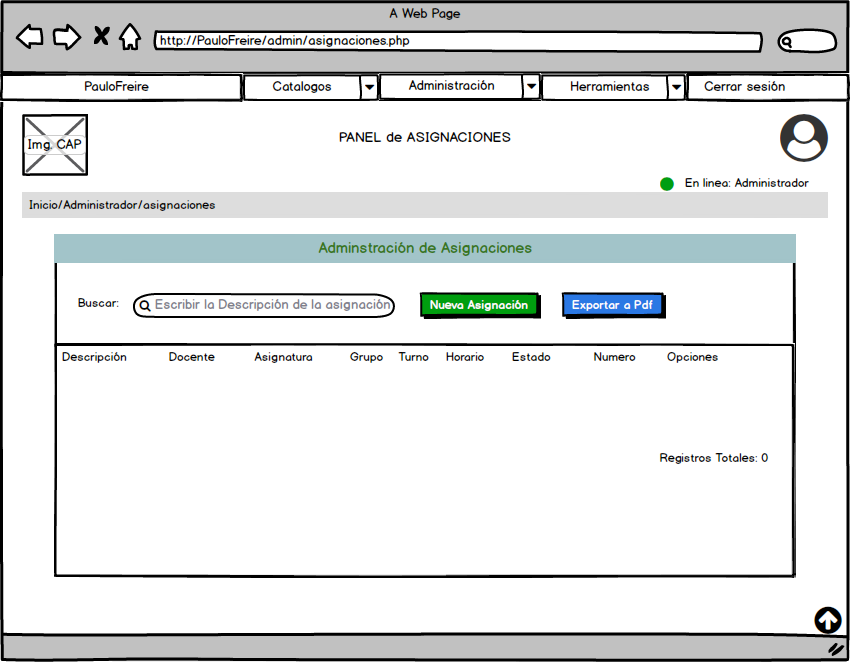 A Web Page
http://PauloFreire/admin/asignaciones.php
PauloFreire Catalogos Administración Herramientas Cerrar sesión
Img. CAP
PANEL de ASIGNACIONES
En linea: Administrador
Inicio/Administrador/asignaciones
Adminstración de Asignaciones
Buscar: Escribir la Descripción de la asignación Nueva Asignación Exportar a Pdf
Descripción Docente Asignatura Grupo Turno Horario Estado Numero Opciones
Registros Totales: 0